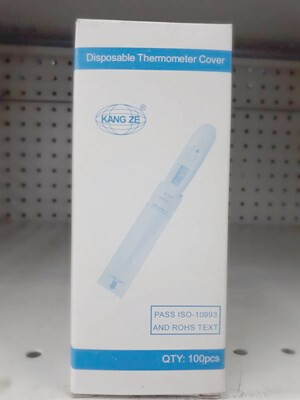 Disposable Thermometer Cover
KANG ZE ®
PASS ISO-10993
AND ROHS TEXT
QTY: 100pcs